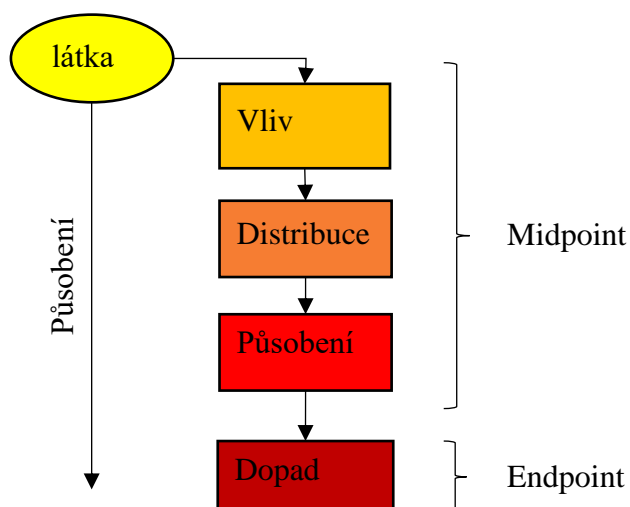 látka
Vliv
Distribuce
Působení
Dopad
Působení
Midpoint
Endpoint